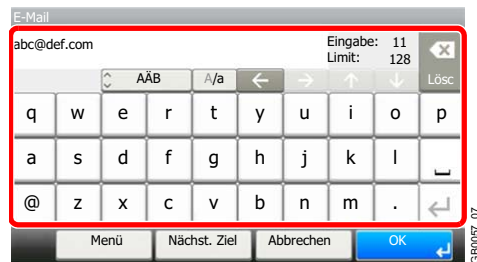 E-Mail
abc@def.com
Eingabe: 11
Limit: 128
AÄB A/a ← → ↑ ↓ Lösc
q w e r t y u i o p
a s d f g h j k l
@ z x c v b n m .
Menü Nächst. Ziel Abbrechen OK
GB0057_07